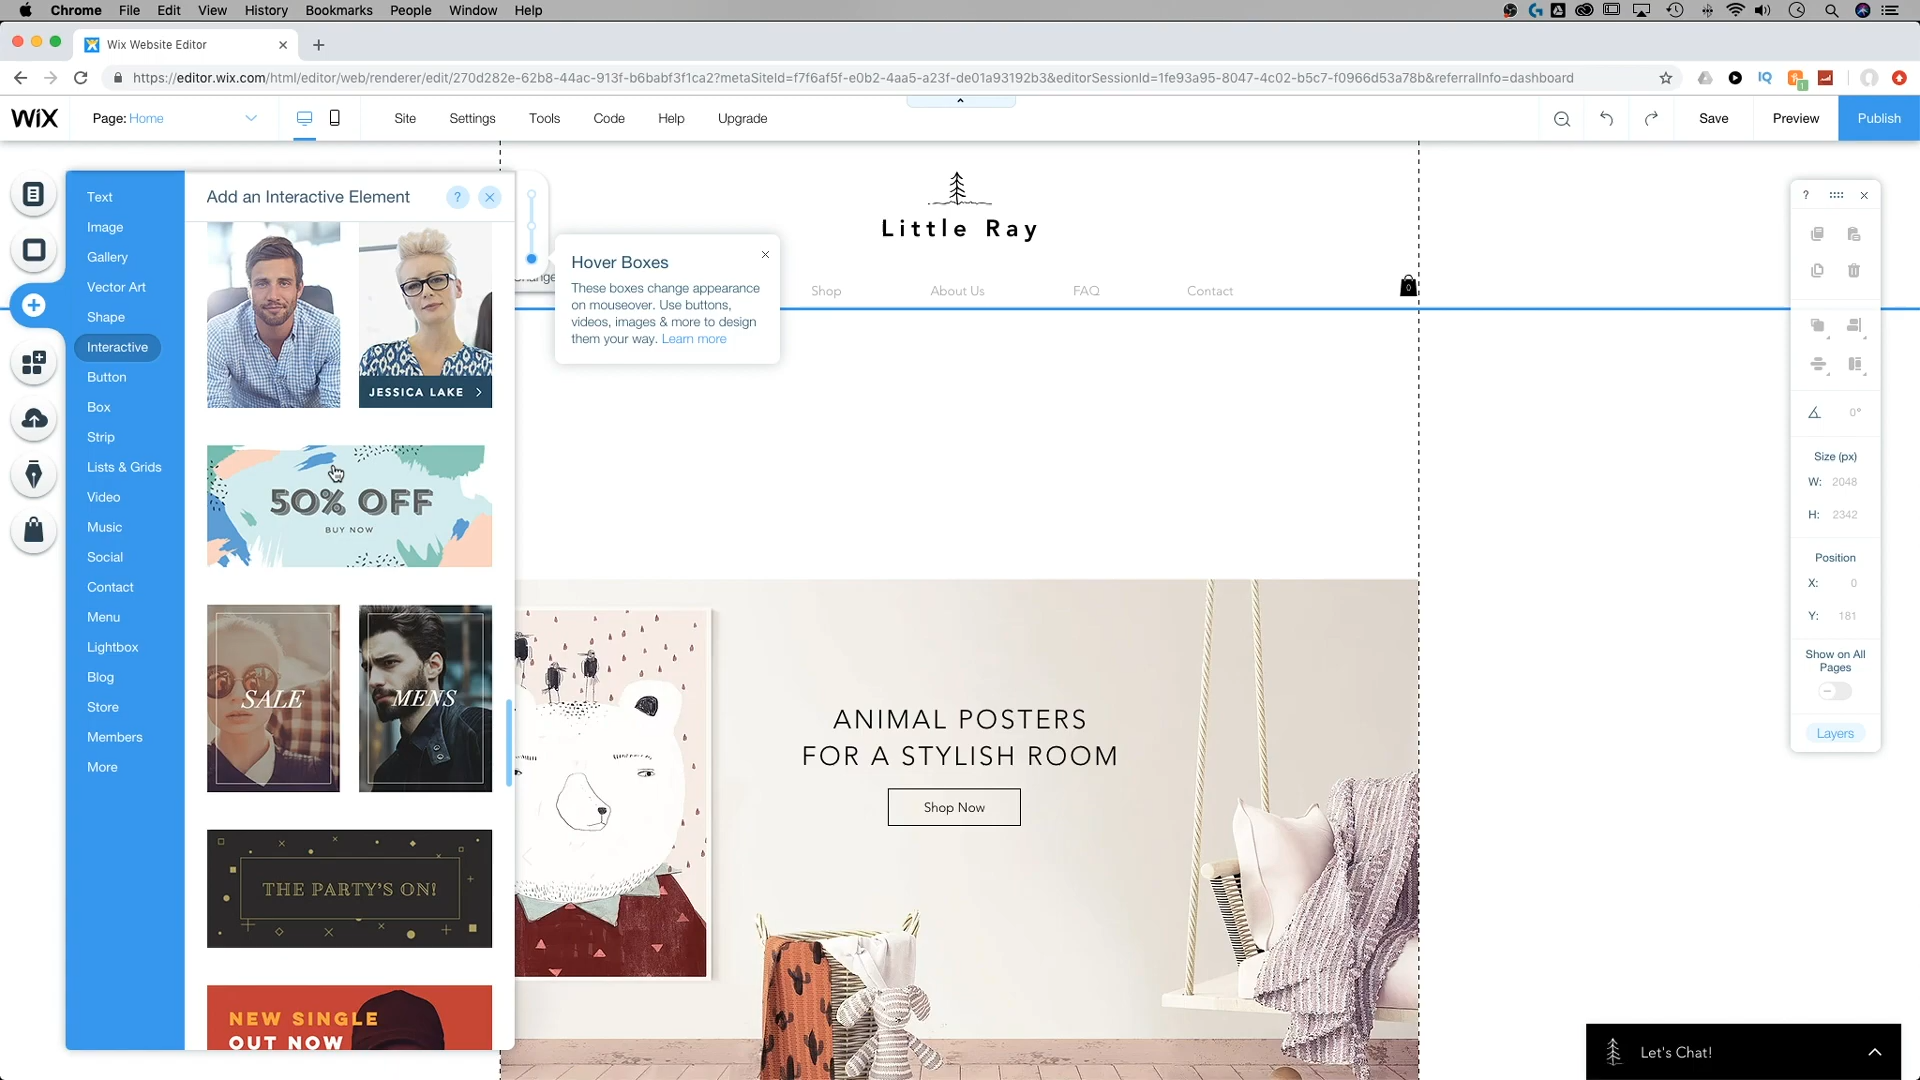 Chrome File Edit View History Bookmarks People Window Help
Wix Website Editor
https://editor.wix.com/html/editor/web/renderer/edit/270d282e-62b8-44ac-913f-b6babf3f1ca2?metaSiteId=f7f6af5f-e0b2-4aa5-a23f-de01a93192b3&editorSessionId=1fe93a95-8047-4c02-b5c7-f0966d53a78b&referralInfo=dashboard
IQ
1
WiX Page: Home Site Settings Tools Code Help Upgrade Save Preview Publish
Text
Image
Gallery
Vector Art
Shape
Interactive
Button
Box
Strip
Lists & Grids
Video
Music
Social
Contact
Menu
Lightbox
Blog
Store
Members
More
Add an Interactive Element ?
JESSICA LAKE >
50% OFF
BUY NOW
SALE
MENS
THE PARTY'S ON!
NEW SINGLE
OUT NOW
Hover Boxes
These boxes change appearance
on mouseover. Use buttons,
videos, images & more to design
them your way. Learn more
Little Ray
Shop About Us FAQ Contact
0
ANIMAL POSTERS
FOR A STYLISH ROOM
Shop Now
?
0°
Size (px)
W: 2048
H: 2342
Position
X: 0
Y: 181
Show on All
Pages
Layers
Let's Chat!